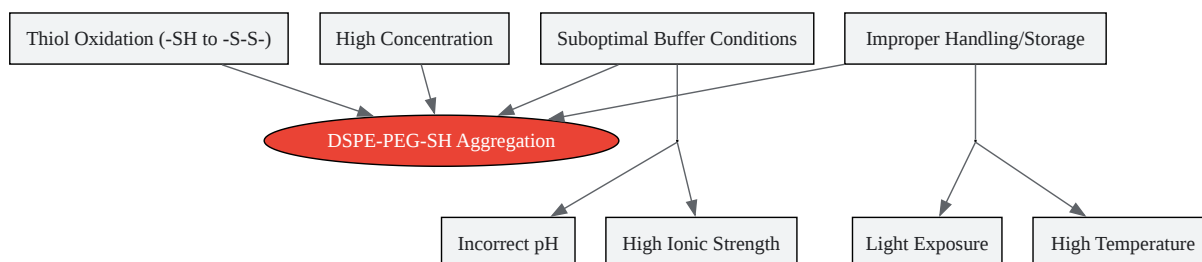 Thiol Oxidation (-SH to -S-S-)
High Concentration
Suboptimal Buffer Conditions
Improper Handling/Storage
DSPE-PEG-SH Aggregation
Incorrect pH
High Ionic Strength
Light Exposure
High Temperature